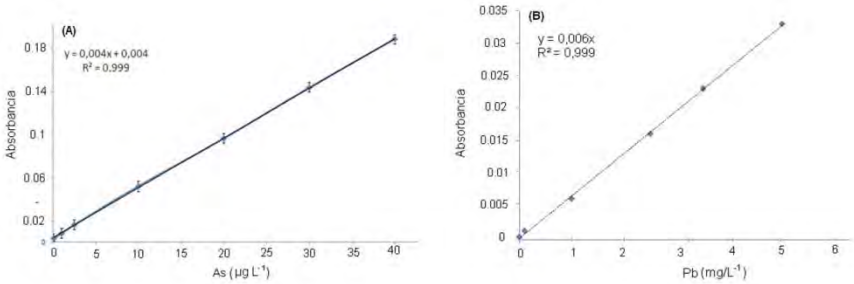 (A)
y = 0,004x + 0,004
R² = 0.999
Absorbancia
0.18
0.14
0.1
0.06
-
0.02
0
0 5 10 15 20 25 30 35 40
As (µg L⁻¹)
(B)
y = 0,006x
R² = 0,999
Absorbancia
0.035
0.03
0.025
0.02
0.015
0.01
0.005
0
0 1 2 3 4 5 6
Pb (mg/L⁻¹)